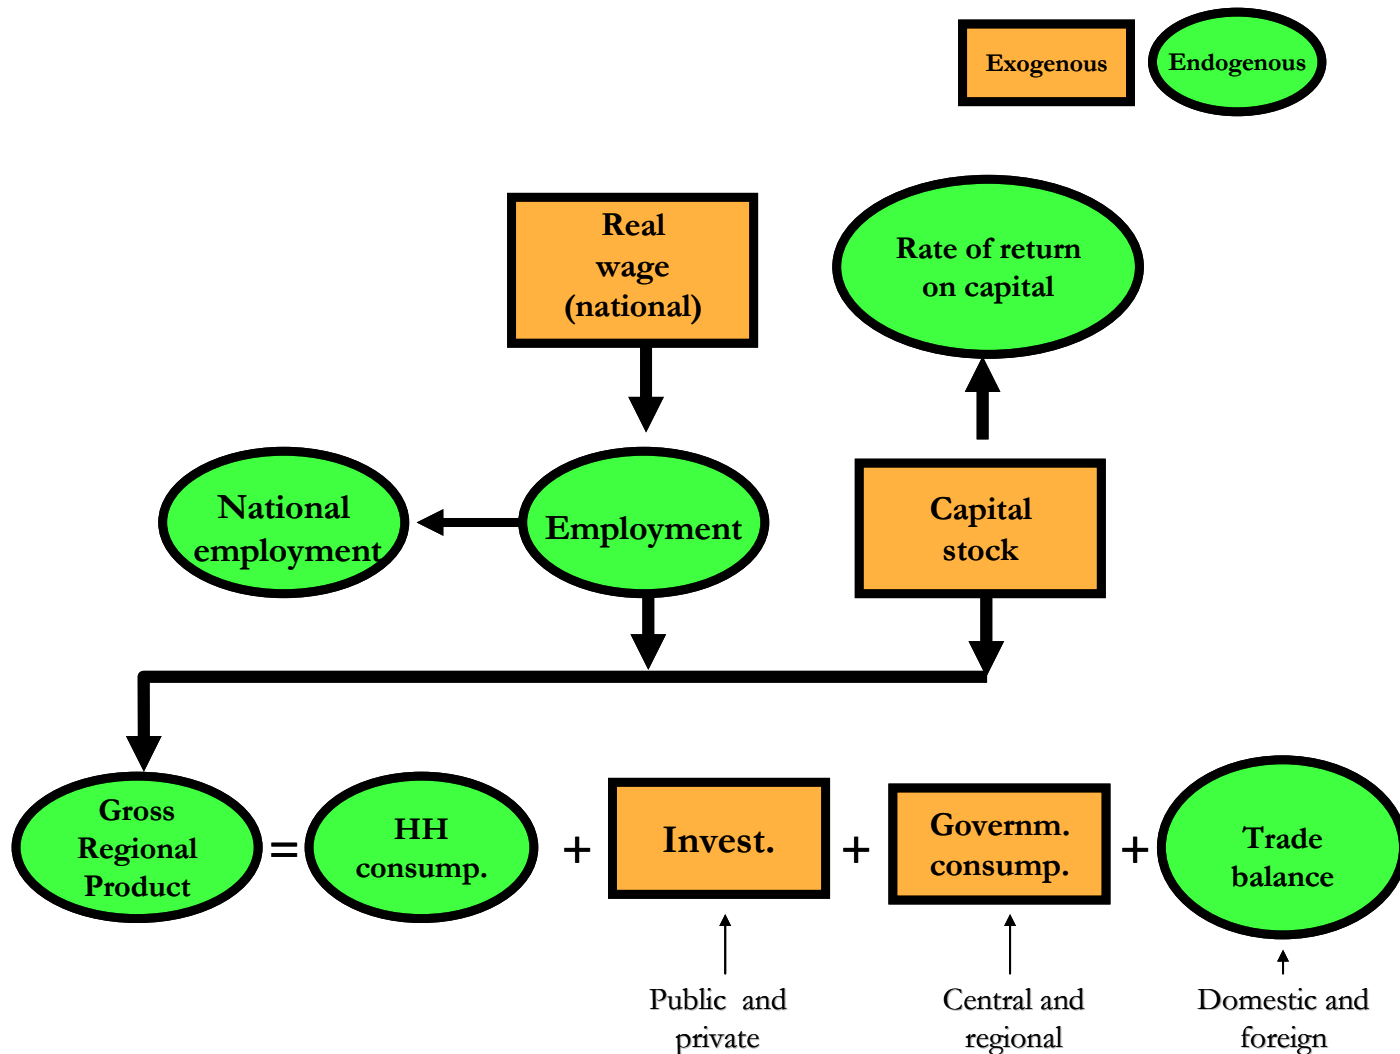 Exogenous
Endogenous
Real
wage
(national)
Rate of return
on capital
National
employment
Employment
Capital
stock
Gross
Regional
Product
=
HH
consump.
+
Invest.
+
Governm.
consump.
+
Trade
balance
Public and
private
Central and
regional
Domestic and
foreign